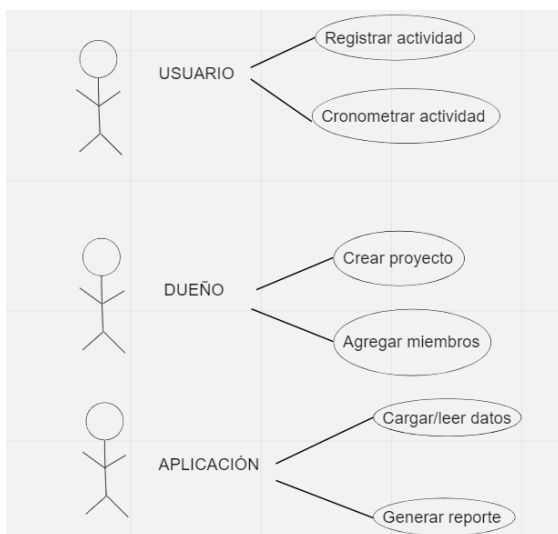 Registrar actividad
USUARIO
Cronometrar actividad
Crear proyecto
DUEÑO
Agregar miembros
Cargar/leer datos
APLICACIÓN
Generar reporte